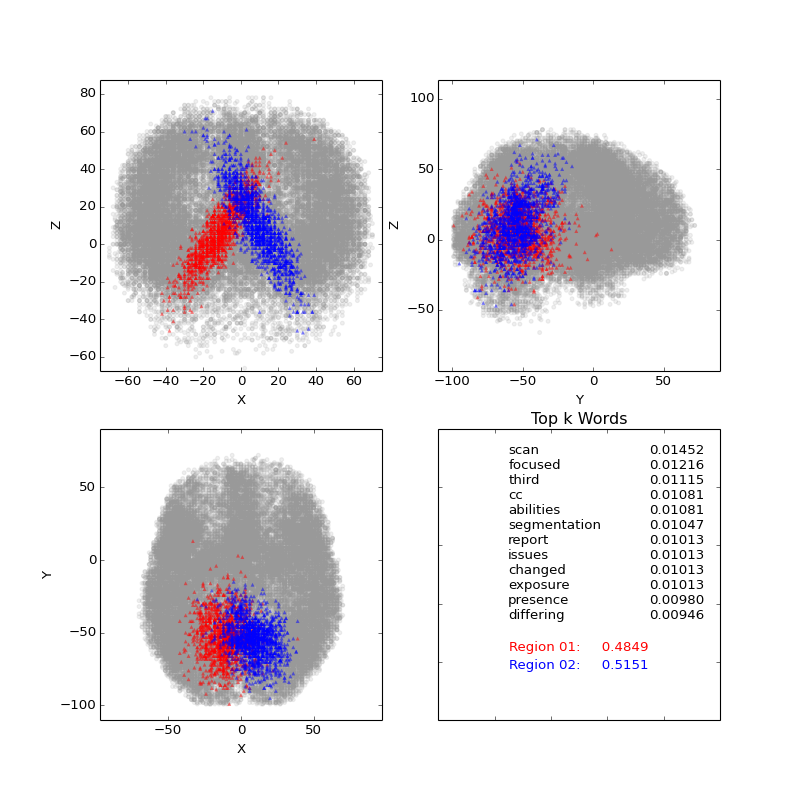 80
60
40
20
0
−20
−40
−60
Z
−60 −40 −20 0 20 40 60
X
100
50
0
−50
Z
−100 −50 0 50
Y
50
0
−50
−100
Y
−50 0 50
X
Top k Words
scan 0.01452
focused 0.01216
third 0.01115
cc 0.01081
abilities 0.01081
segmentation 0.01047
report 0.01013
issues 0.01013
changed 0.01013
exposure 0.01013
presence 0.00980
differing 0.00946
Region 01: 0.4849
Region 02: 0.5151